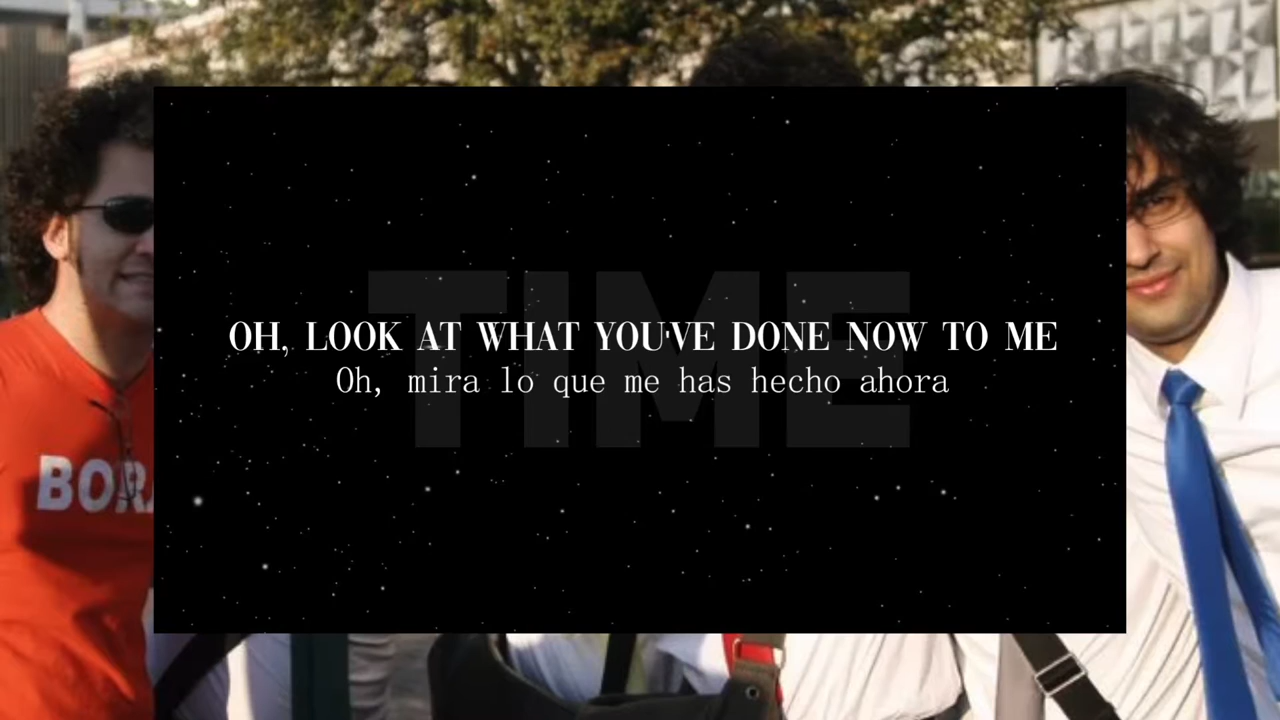 TIME
OH, LOOK AT WHAT YOU'VE DONE NOW TO ME
Oh, mira lo que me has hecho ahora
BORA